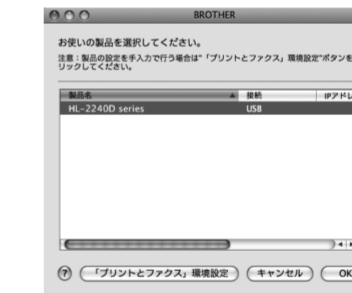 BROTHER
お使いの製品を選択してください。
注意：製品の設定を手入力で行う場合は"「プリントとファクス」環境設定"ボタンを
リックしてください。
製品名 接続 IPアドレ
HL-2240D series USB
? 「プリントとファクス」環境設定 キャンセル OK